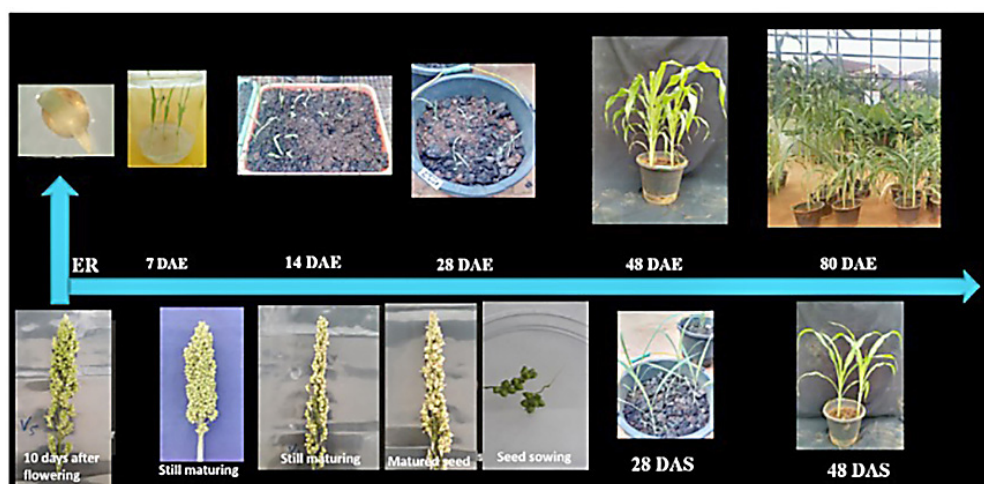 ER
7 DAE
14 DAE
28 DAE
48 DAE
80 DAE
V5
10 days after
flowering
Still maturing
Still maturing
Matured seed
Seed sowing
28 DAS
48 DAS